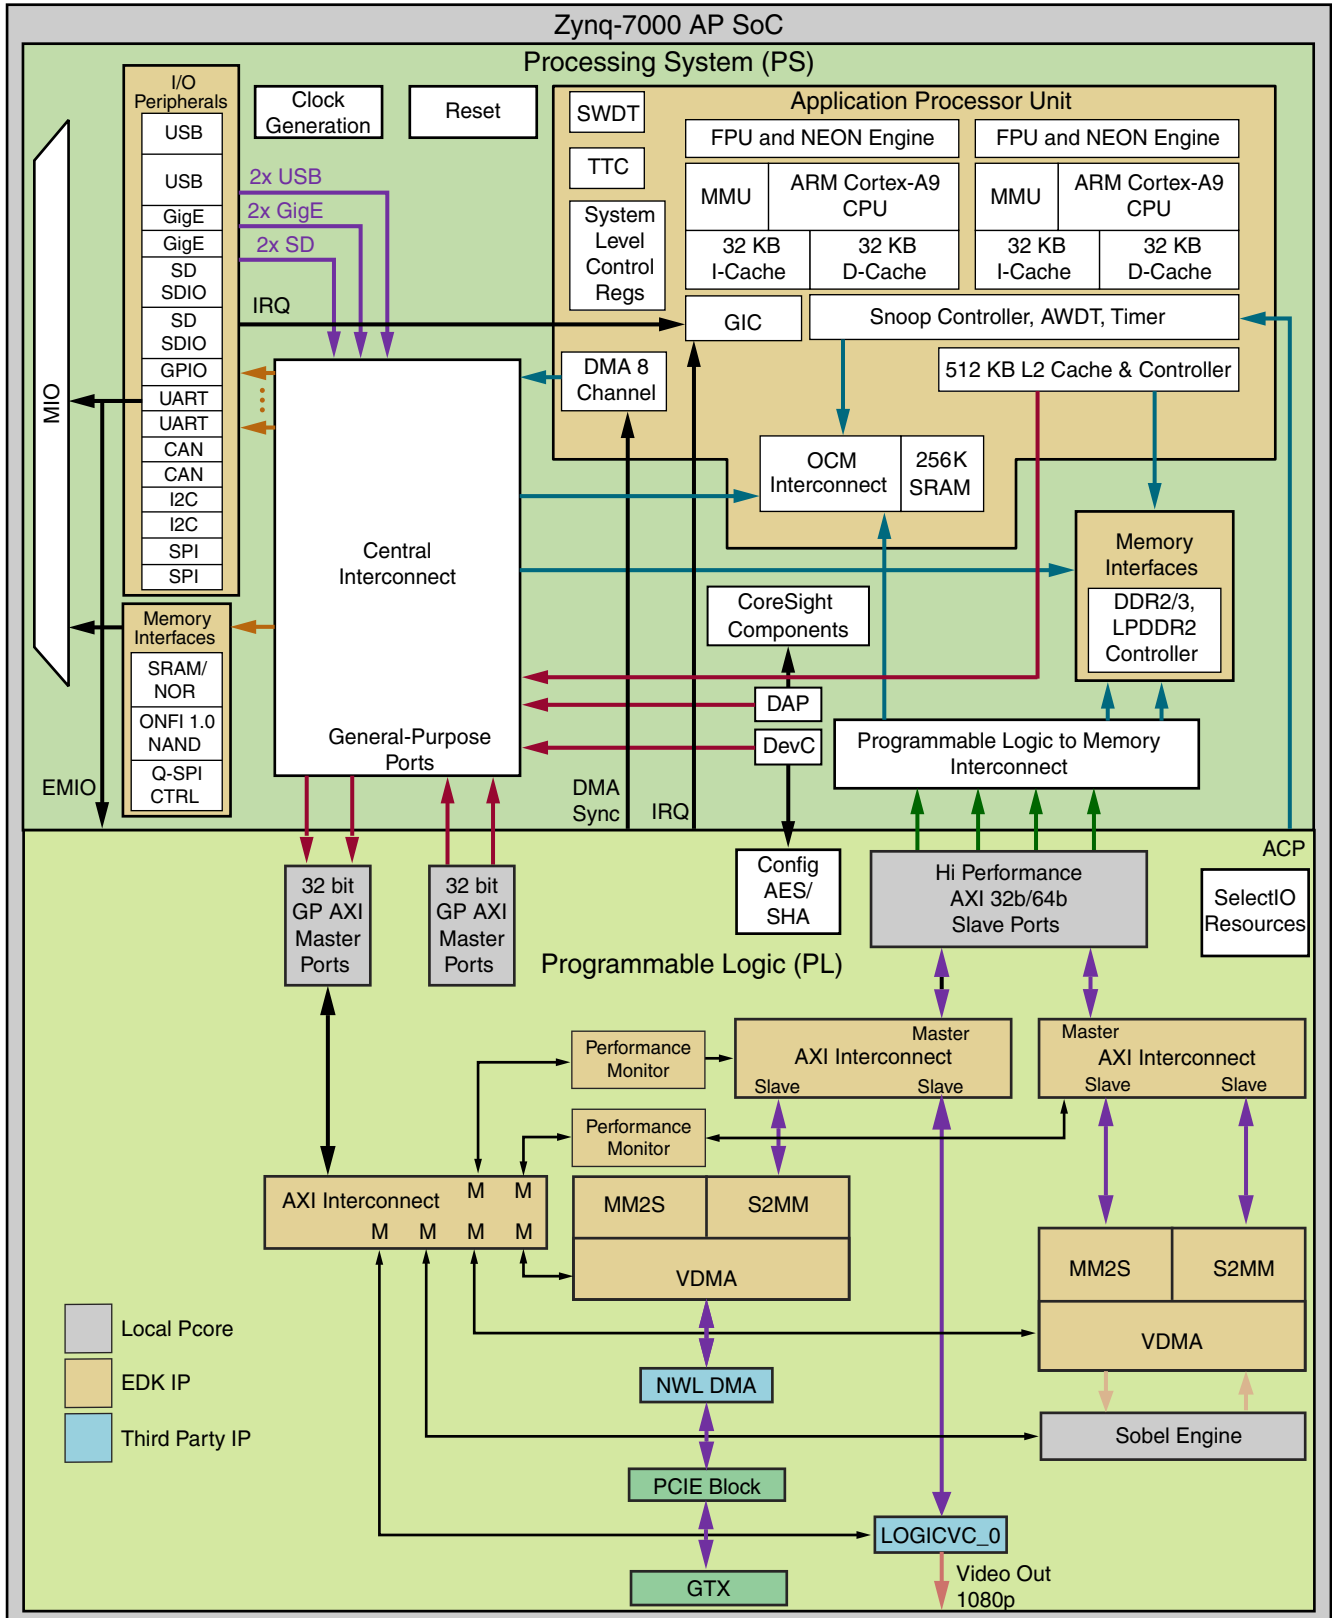 Zynq-7000 AP SoC
Processing System (PS)
I/O
Peripherals
USB
USB
GigE
GigE
SD
SDIO
SD
SDIO
GPIO
UART
UART
CAN
CAN
I2C
I2C
SPI
SPI
MIO
Clock
Generation
Reset
2x USB
2x GigE
2x SD
IRQ
Application Processor Unit
SWDT
TTC
System
Level
Control
Regs
FPU and NEON Engine
MMU
ARM Cortex-A9
CPU
32 KB
I-Cache
32 KB
D-Cache
FPU and NEON Engine
MMU
ARM Cortex-A9
CPU
32 KB
I-Cache
32 KB
D-Cache
GIC
Snoop Controller, AWDT, Timer
DMA 8
Channel
512 KB L2 Cache & Controller
OCM
Interconnect
256K
SRAM
Central
Interconnect
General-Purpose
Ports
Memory
Interfaces
DDR2/3,
LPDDR2
Controller
Memory
Interfaces
SRAM/
NOR
ONFI 1.0
NAND
Q-SPI
CTRL
EMIO
CoreSight
Components
DAP
DevC
Programmable Logic to Memory
Interconnect
DMA
Sync
IRQ
ACP
32 bit
GP AXI
Master
Ports
32 bit
GP AXI
Master
Ports
Config
AES/
SHA
Hi Performance
AXI 32b/64b
Slave Ports
SelectIO
Resources
Programmable Logic (PL)
Performance
Monitor
Master
AXI Interconnect
Slave
Slave
Master
AXI Interconnect
Slave
Slave
Performance
Monitor
AXI Interconnect
M
M
M
M
M
M
MM2S
S2MM
VDMA
MM2S
S2MM
VDMA
Local Pcore
EDK IP
Third Party IP
NWL DMA
Sobel Engine
PCIE Block
LOGICVC_0
GTX
Video Out
1080p